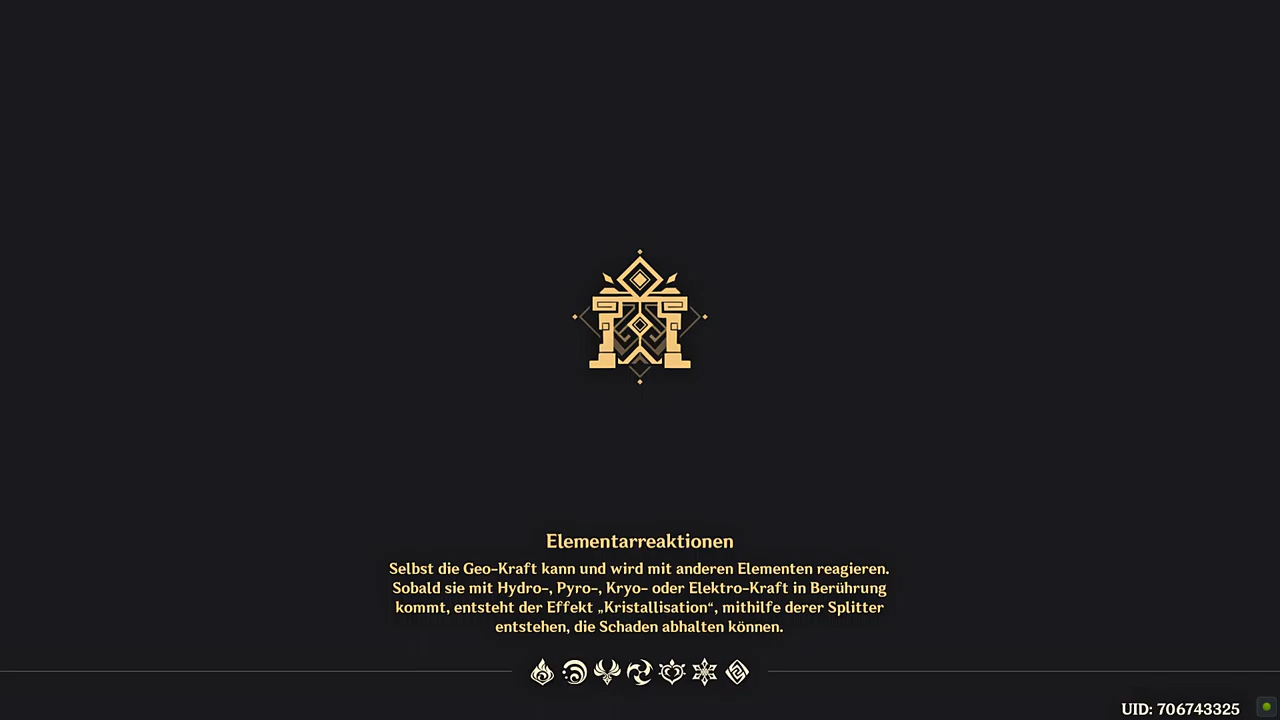 Elementarreaktionen
Selbst die Geo-Kraft kann und wird mit anderen Elementen reagieren.
Sobald sie mit Hydro-, Pyro-, Kryo- oder Elektro-Kraft in Berührung
kommt, entsteht der Effekt „Kristallisation“, mithilfe derer Splitter
entstehen, die Schaden abhalten können.
UID: 706743325